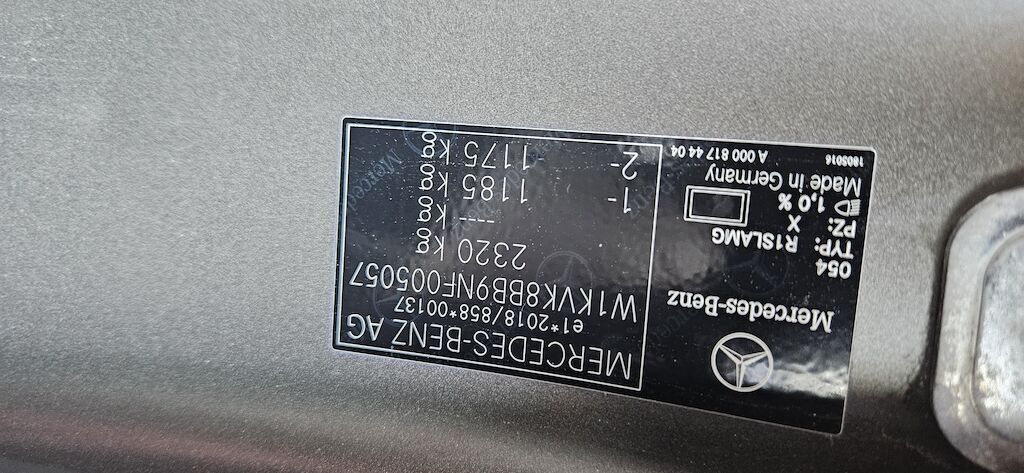 MERCEDES-BENZ AG
e1*2018/858*00137
W1KVK8BB9NF005057
2320 kg
---- kg
1- 1185 kg
2- 1175 kg
Mercedes-Benz
054
TYP: R1SLAMG
PZ: X
1,0 %
Made in Germany
A 000 817 44 04
1805016